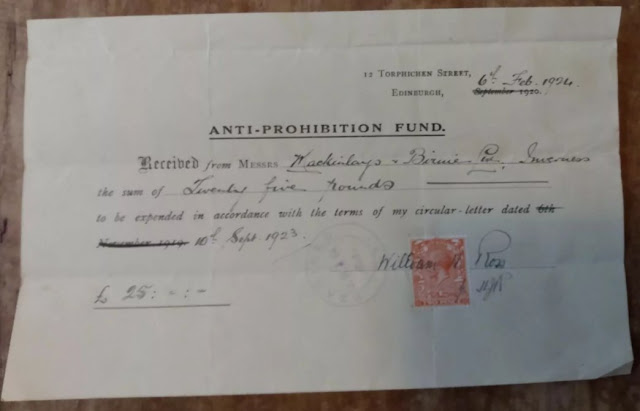 12 Torphichen Street,
Edinburgh, 6th Feb. 1924.
September 1920.
ANTI-PROHIBITION FUND.
Received from Messrs Mackinlays & Birnie Ltd. Inverness
the sum of Twenty five pounds
to be expended in accordance with the terms of my circular-letter dated 6th
November 1919. 10th Sept. 1923.
William H. Ross
£ 25: - : -